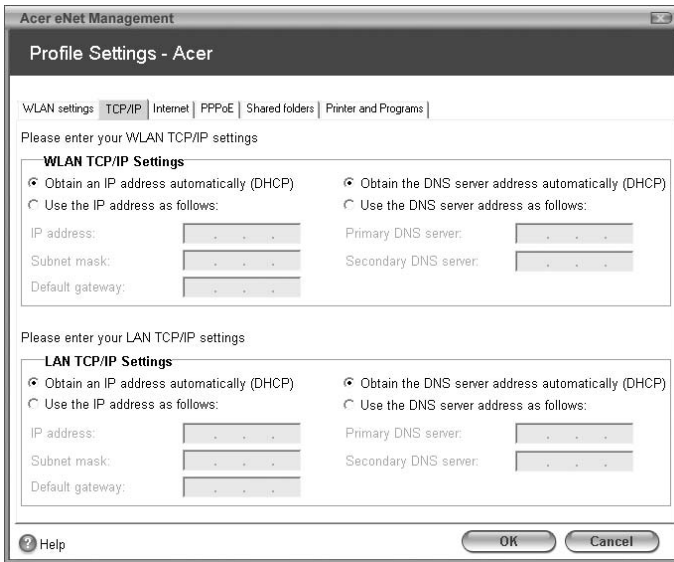 Acer eNet Management
Profile Settings - Acer
WLAN settings TCP/IP Internet PPPoE Shared folders Printer and Programs
Please enter your WLAN TCP/IP settings
WLAN TCP/IP Settings
Obtain an IP address automatically (DHCP) Obtain the DNS server address automatically (DHCP)
Use the IP address as follows: Use the DNS server address as follows:
IP address: . . . Primary DNS server: . . .
Subnet mask: . . . Secondary DNS server: . . .
Default gateway: . . .
Please enter your LAN TCP/IP settings
LAN TCP/IP Settings
Obtain an IP address automatically (DHCP) Obtain the DNS server address automatically (DHCP)
Use the IP address as follows: Use the DNS server address as follows:
IP address: . . . Primary DNS server: . . .
Subnet mask: . . . Secondary DNS server: . . .
Default gateway: . . .
? Help OK Cancel